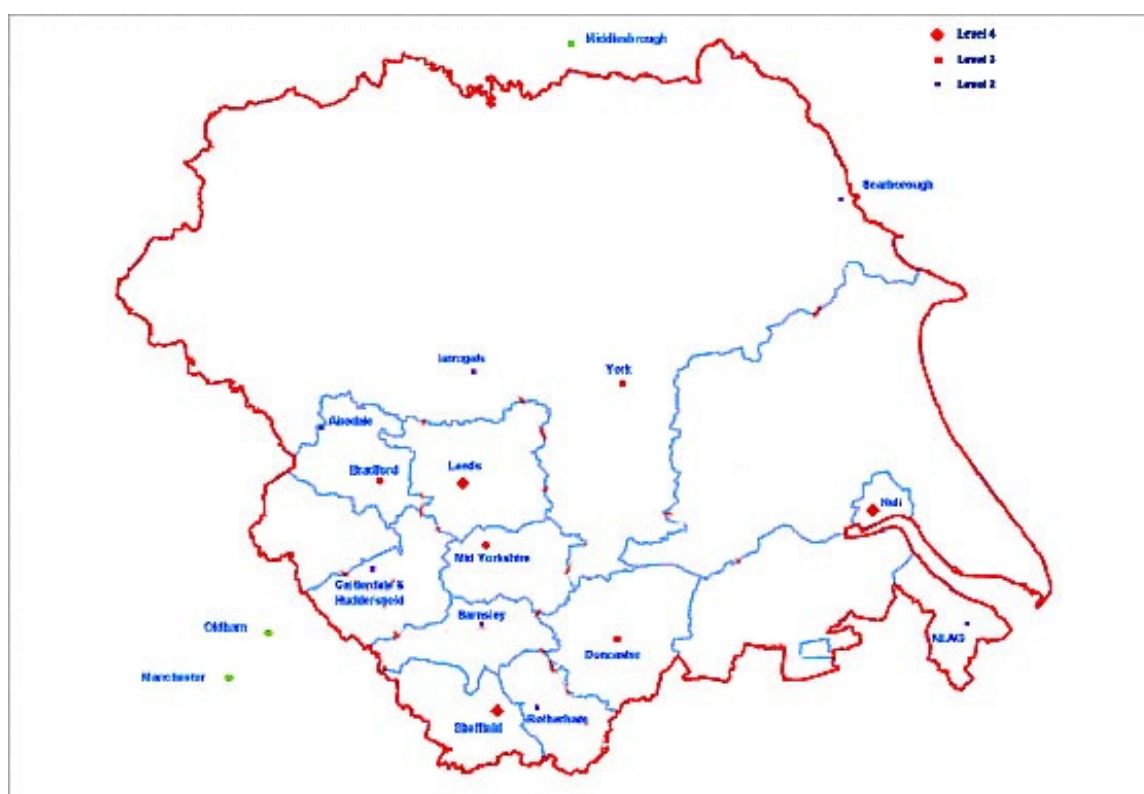 Middlesbrough
Level 4
Level 3
Level 2
Scarborough
York
Airedale
Bradford
Leeds
Hull
Mid Yorkshire
Calderdale &
Huddersfield
Barnsley
Oldham
Doncaster
NLAG
Manchester
Sheffield
Rotherham